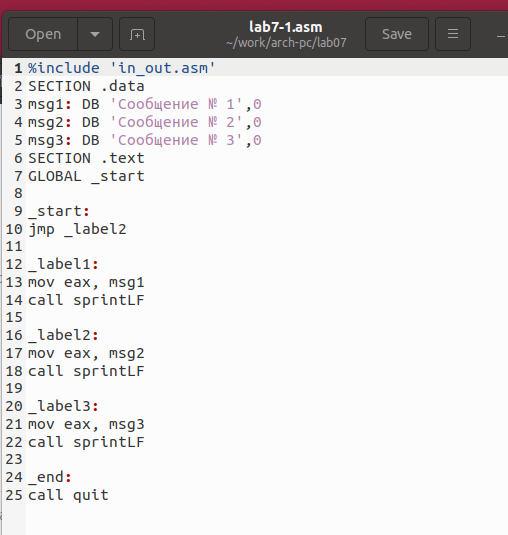 lab7-1.asm
Open
~/work/arch-pc/lab07
Save
1 %include 'in_out.asm'
2 SECTION .data
3 msg1: DB 'Сообщение № 1',0
4 msg2: DB 'Сообщение № 2',0
5 msg3: DB 'Сообщение № 3',0
6 SECTION .text
7 GLOBAL _start
8
9 _start:
10 jmp _label2
11
12 _label1:
13 mov eax, msg1
14 call sprintLF
15
16 _label2:
17 mov eax, msg2
18 call sprintLF
19
20 _label3:
21 mov eax, msg3
22 call sprintLF
23
24 _end:
25 call quit